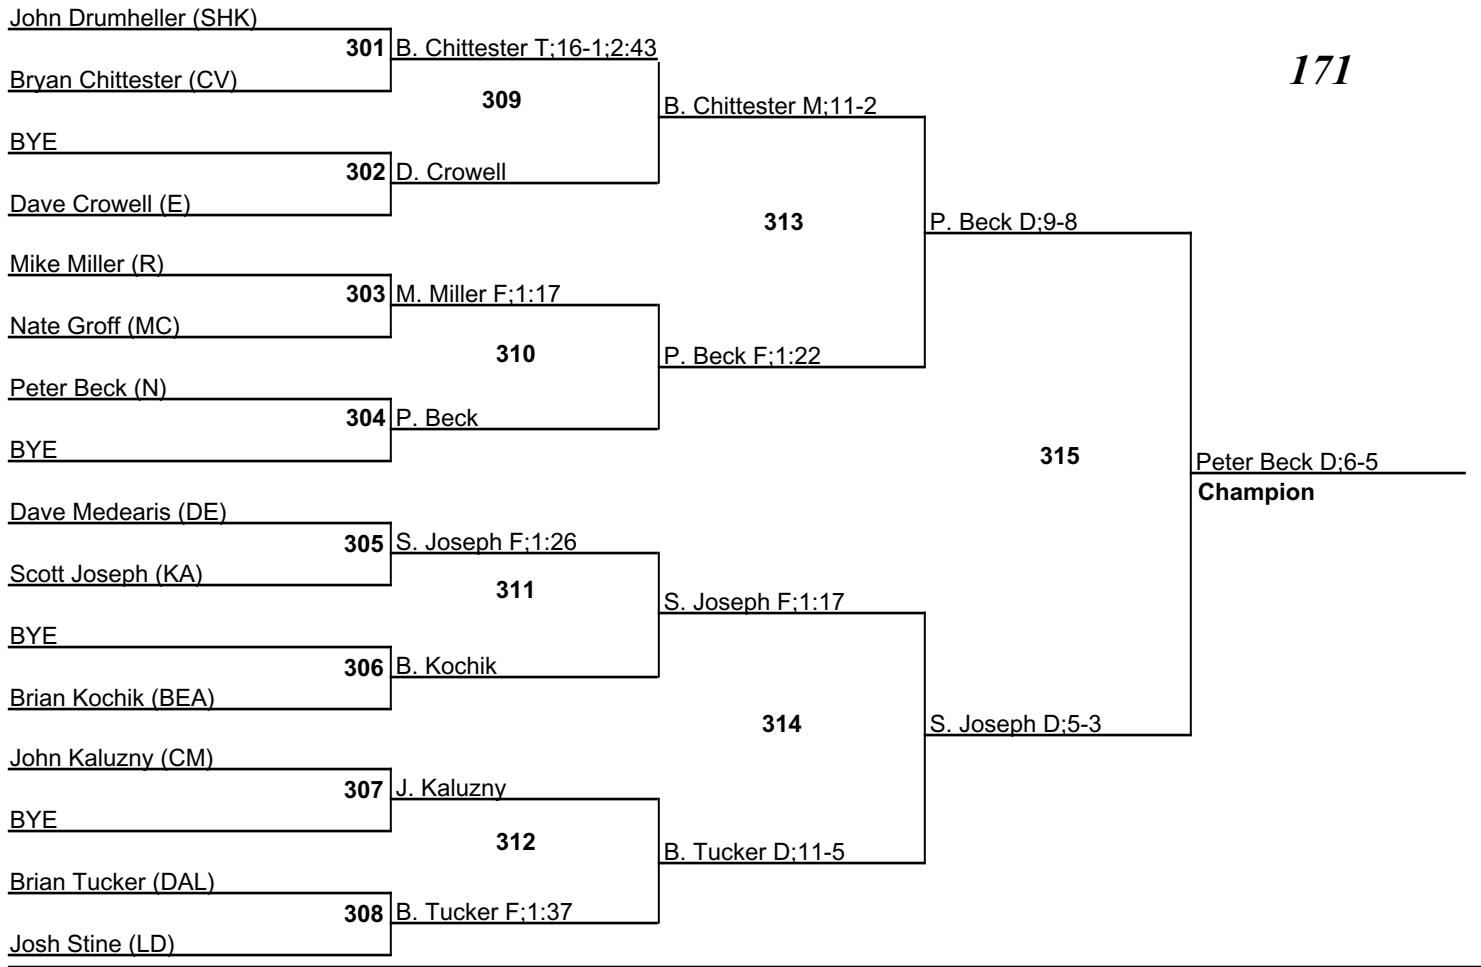 John Drumheller (SHK)
301 B. Chittester T;16-1;2:43
171
Bryan Chittester (CV)
309
B. Chittester M;11-2
BYE
302 D. Crowell
Dave Crowell (E)
313
P. Beck D;9-8
Mike Miller (R)
303 M. Miller F;1:17
Nate Groff (MC)
310
P. Beck F;1:22
Peter Beck (N)
304 P. Beck
BYE
315
Peter Beck D;6-5
Champion
Dave Medearis (DE)
305 S. Joseph F;1:26
Scott Joseph (KA)
311
S. Joseph F;1:17
BYE
306 B. Kochik
Brian Kochik (BEA)
314
S. Joseph D;5-3
John Kaluzny (CM)
307 J. Kaluzny
BYE
312
B. Tucker D;11-5
Brian Tucker (DAL)
308 B. Tucker F;1:37
Josh Stine (LD)